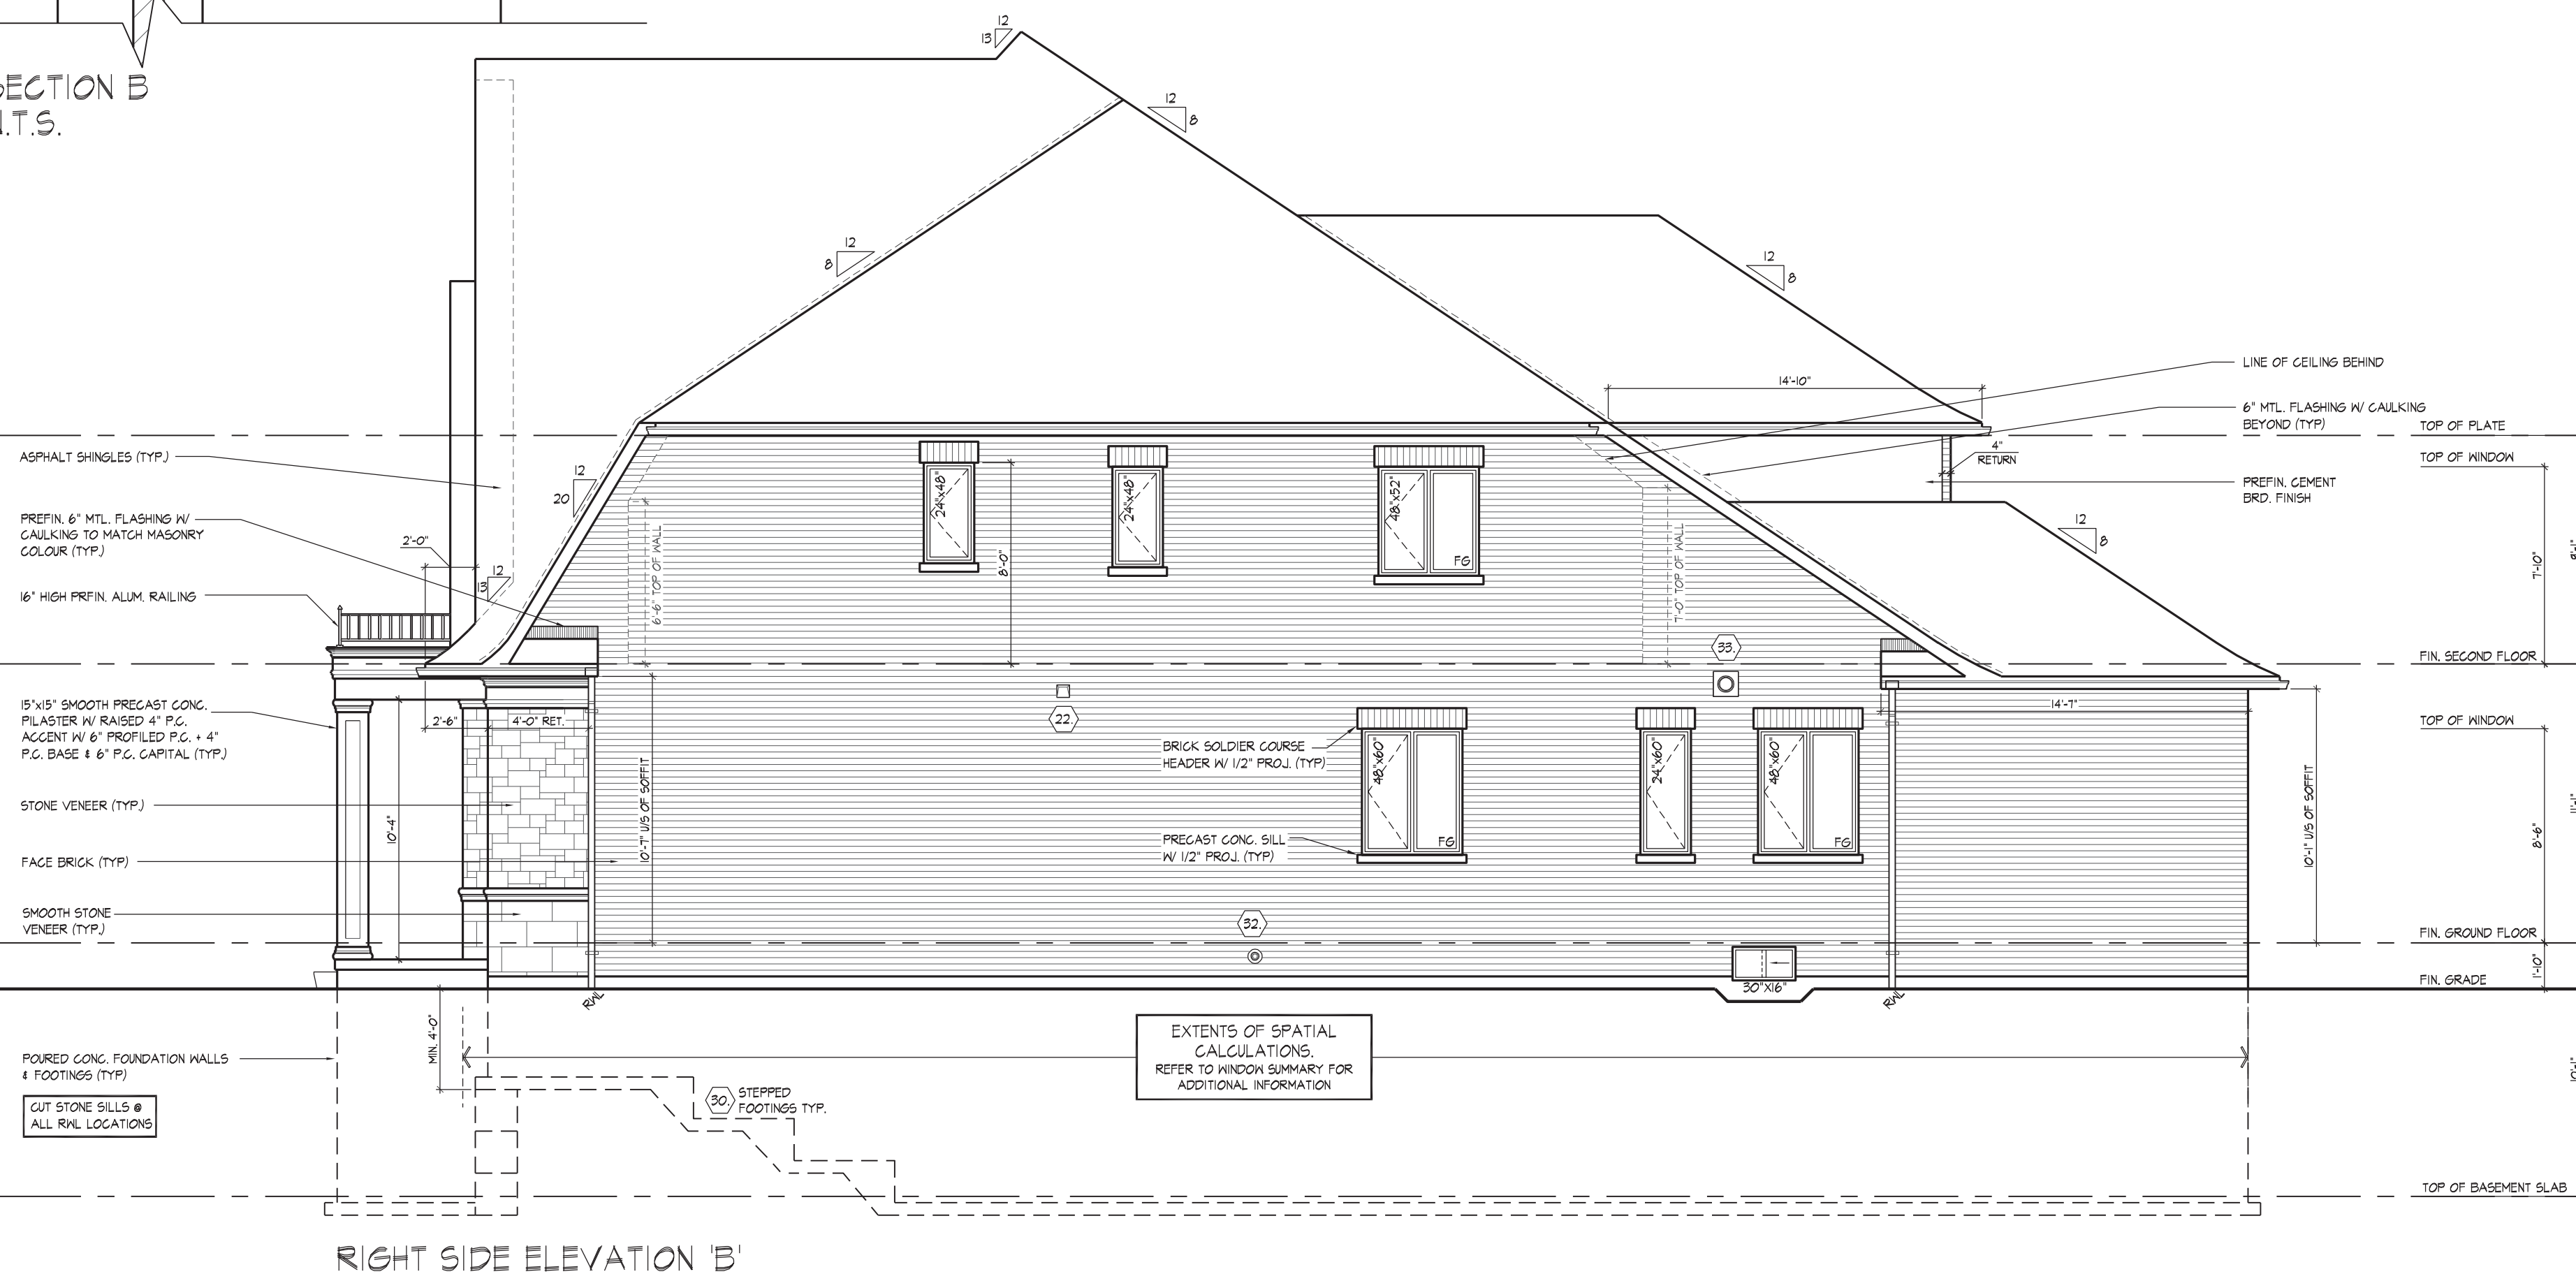 SECTION B
N.T.S.
12
13
12
8
12
8
12
8
14'-10"
LINE OF CEILING BEHIND
6" MTL. FLASHING W/ CAULKING
BEYOND (TYP)
TOP OF PLATE
TOP OF WINDOW
4"
RETURN
PREFIN. CEMENT
BRD. FINISH
ASPHALT SHINGLES (TYP.)
12
20
PREFIN. 6" MTL. FLASHING W/
CAULKING TO MATCH MASONRY
COLOUR (TYP.)
2'-0"
12
13
16" HIGH PRFIN. ALUM. RAILING
24"x48"
24"x48"
48"x52"
FG
8'-0"
6'-6" TOP OF WALL
7'-0" TOP OF WALL
12
8
7'-10"
9'-1"
33.
FIN. SECOND FLOOR
15"x15" SMOOTH PRECAST CONC.
PILASTER W/ RAISED 4" P.C.
ACCENT W/ 6" PROFILED P.C. + 4"
P.C. BASE & 6" P.C. CAPITAL (TYP.)
2'-6"
4'-0" RET.
22.
14'-7"
TOP OF WINDOW
BRICK SOLDIER COURSE
HEADER W/ 1/2" PROJ. (TYP)
48"x60"
FG
24"x60"
48"x60"
FG
STONE VENEER (TYP.)
10'-4"
10'-7" U/S OF SOFFIT
10'-1" U/S OF SOFFIT
8'-6"
11'-1"
PRECAST CONC. SILL
W/ 1/2" PROJ. (TYP)
FACE BRICK (TYP)
SMOOTH STONE
VENEER (TYP.)
32.
FIN. GROUND FLOOR
1'-10"
FIN. GRADE
30"X16"
RWL
RWL
MIN. 4'-0"
EXTENTS OF SPATIAL
CALCULATIONS.
REFER TO WINDOW SUMMARY FOR
ADDITIONAL INFORMATION
POURED CONC. FOUNDATION WALLS
& FOOTINGS (TYP)
10'-1"
30.
STEPPED
FOOTINGS TYP.
CUT STONE SILLS @
ALL RWL LOCATIONS
TOP OF BASEMENT SLAB
RIGHT SIDE ELEVATION 'B'